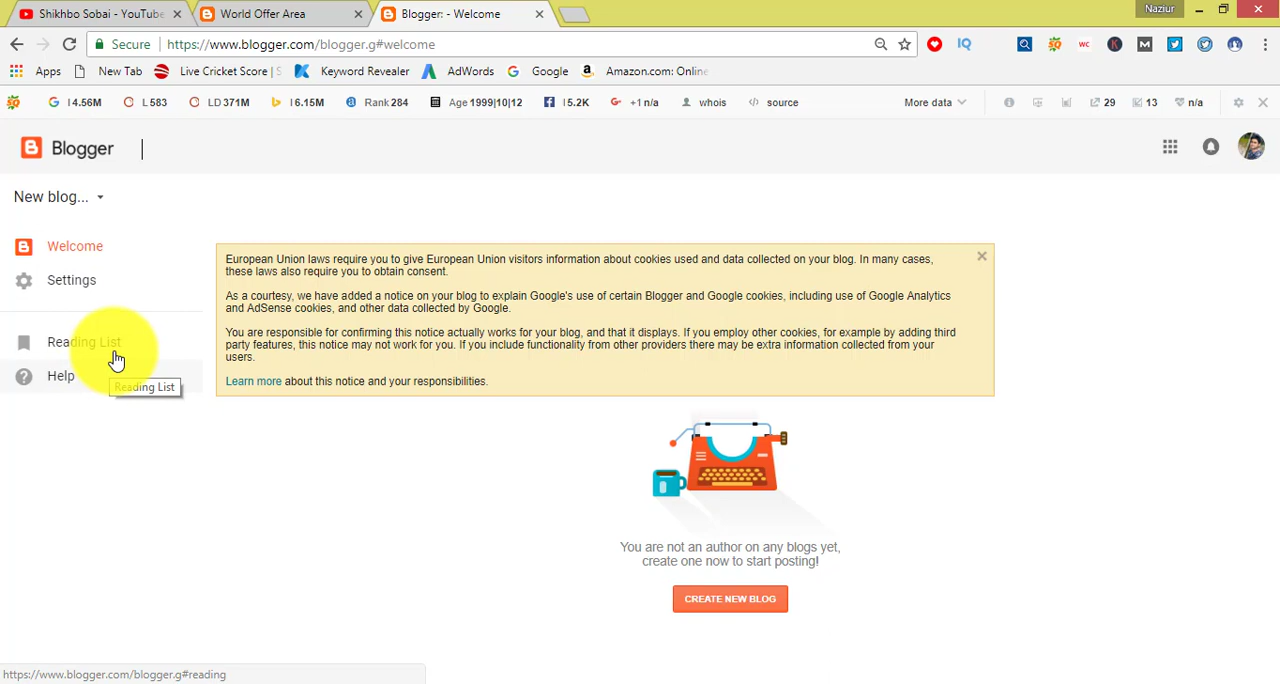 Shikhbo Sobai - YouTube
World Offer Area
Blogger: - Welcome
Naziur
Secure
https://www.blogger.com/blogger.g#welcome
IQ
SQ
WC
K
M
Apps
New Tab
Live Cricket Score | S
Keyword Revealer
AdWords
Google
Amazon.com: Online
SQ
I 4.56M
L 583
LD 371M
I 6.15M
Rank 284
Age 1999|10|12
I 5.2K
+1 n/a
whois
source
More data
29
13
n/a
Blogger
New blog...
Welcome
Settings
Reading List
Help
Reading List
European Union laws require you to give European Union visitors information about cookies used and data collected on your blog. In many cases,
these laws also require you to obtain consent.
As a courtesy, we have added a notice on your blog to explain Google's use of certain Blogger and Google cookies, including use of Google Analytics
and AdSense cookies, and other data collected by Google.
You are responsible for confirming this notice actually works for your blog, and that it displays. If you employ other cookies, for example by adding third
party features, this notice may not work for you. If you include functionality from other providers there may be extra information collected from your
users.
Learn more about this notice and your responsibilities.
You are not an author on any blogs yet,
create one now to start posting!
CREATE NEW BLOG
https://www.blogger.com/blogger.g#reading